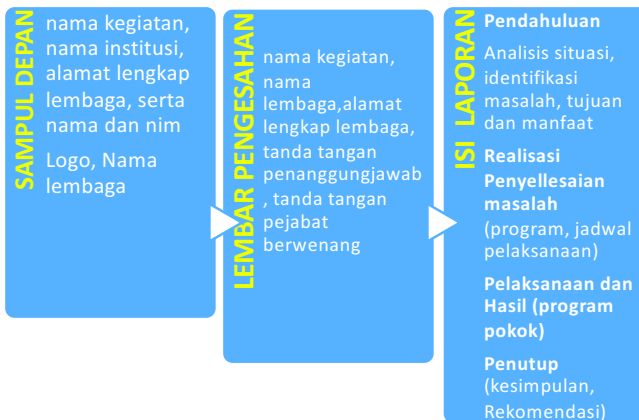 SAMPUL DEPAN
nama kegiatan,
nama institusi,
alamat lengkap
lembaga, serta
nama dan nim
Logo, Nama
lembaga
LEMBAR PENGESAHAN
nama kegiatan,
nama
lembaga,alamat
lengkap lembaga,
tanda tangan
penanggungjawab
, tanda tangan
pejabat
berwenang
ISI LAPORAN
Pendahuluan
Analisis situasi,
identifikasi
masalah, tujuan
dan manfaat
Realisasi
Penyellesaian
masalah
(program, jadwal
pelaksanaan)
Pelaksanaan dan
Hasil (program
pokok)
Penutup
(kesimpulan,
Rekomendasi)